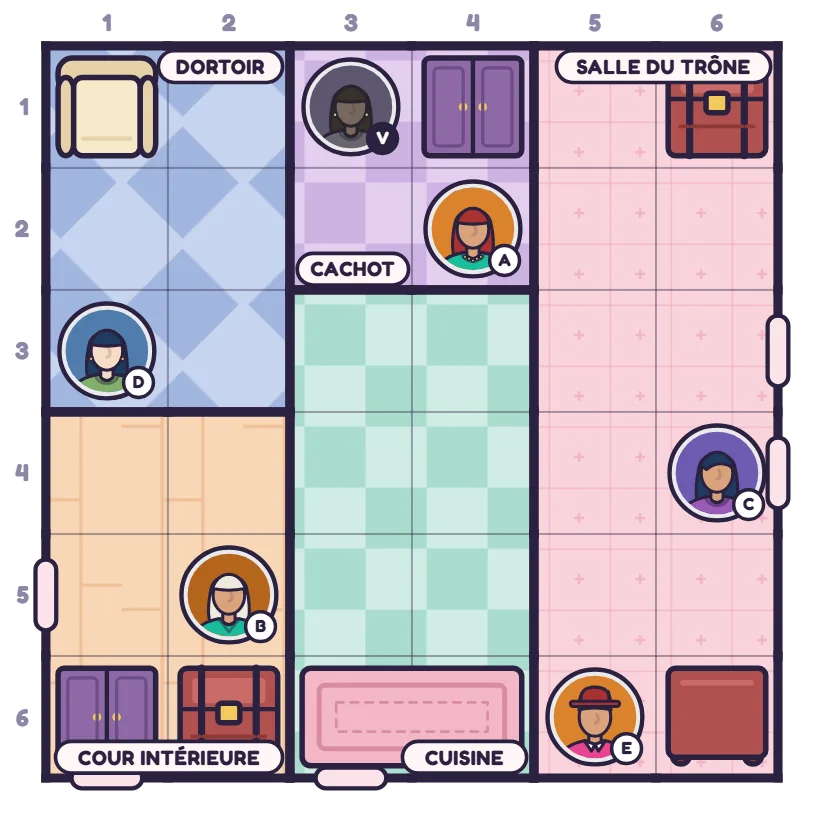 1 2 3 4 5 6
DORTOIR
SALLE DU TRÔNE
1
V
2
A
CACHOT
3
D
4
C
5
B
6
E
COUR INTÉRIEURE
CUISINE